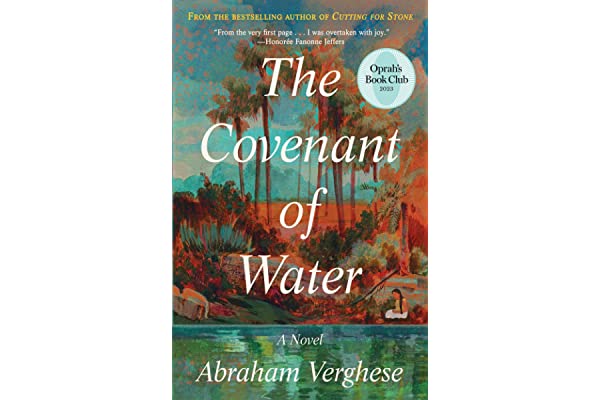 FROM THE BESTSELLING AUTHOR OF CUTTING FOR STONE
"From the very first page . . . I was overtaken with joy."
—Honorée Fanonne Jeffers
The
Oprah's
Book Club
2023
Covenant
of
Water
A Novel
Abraham Verghese